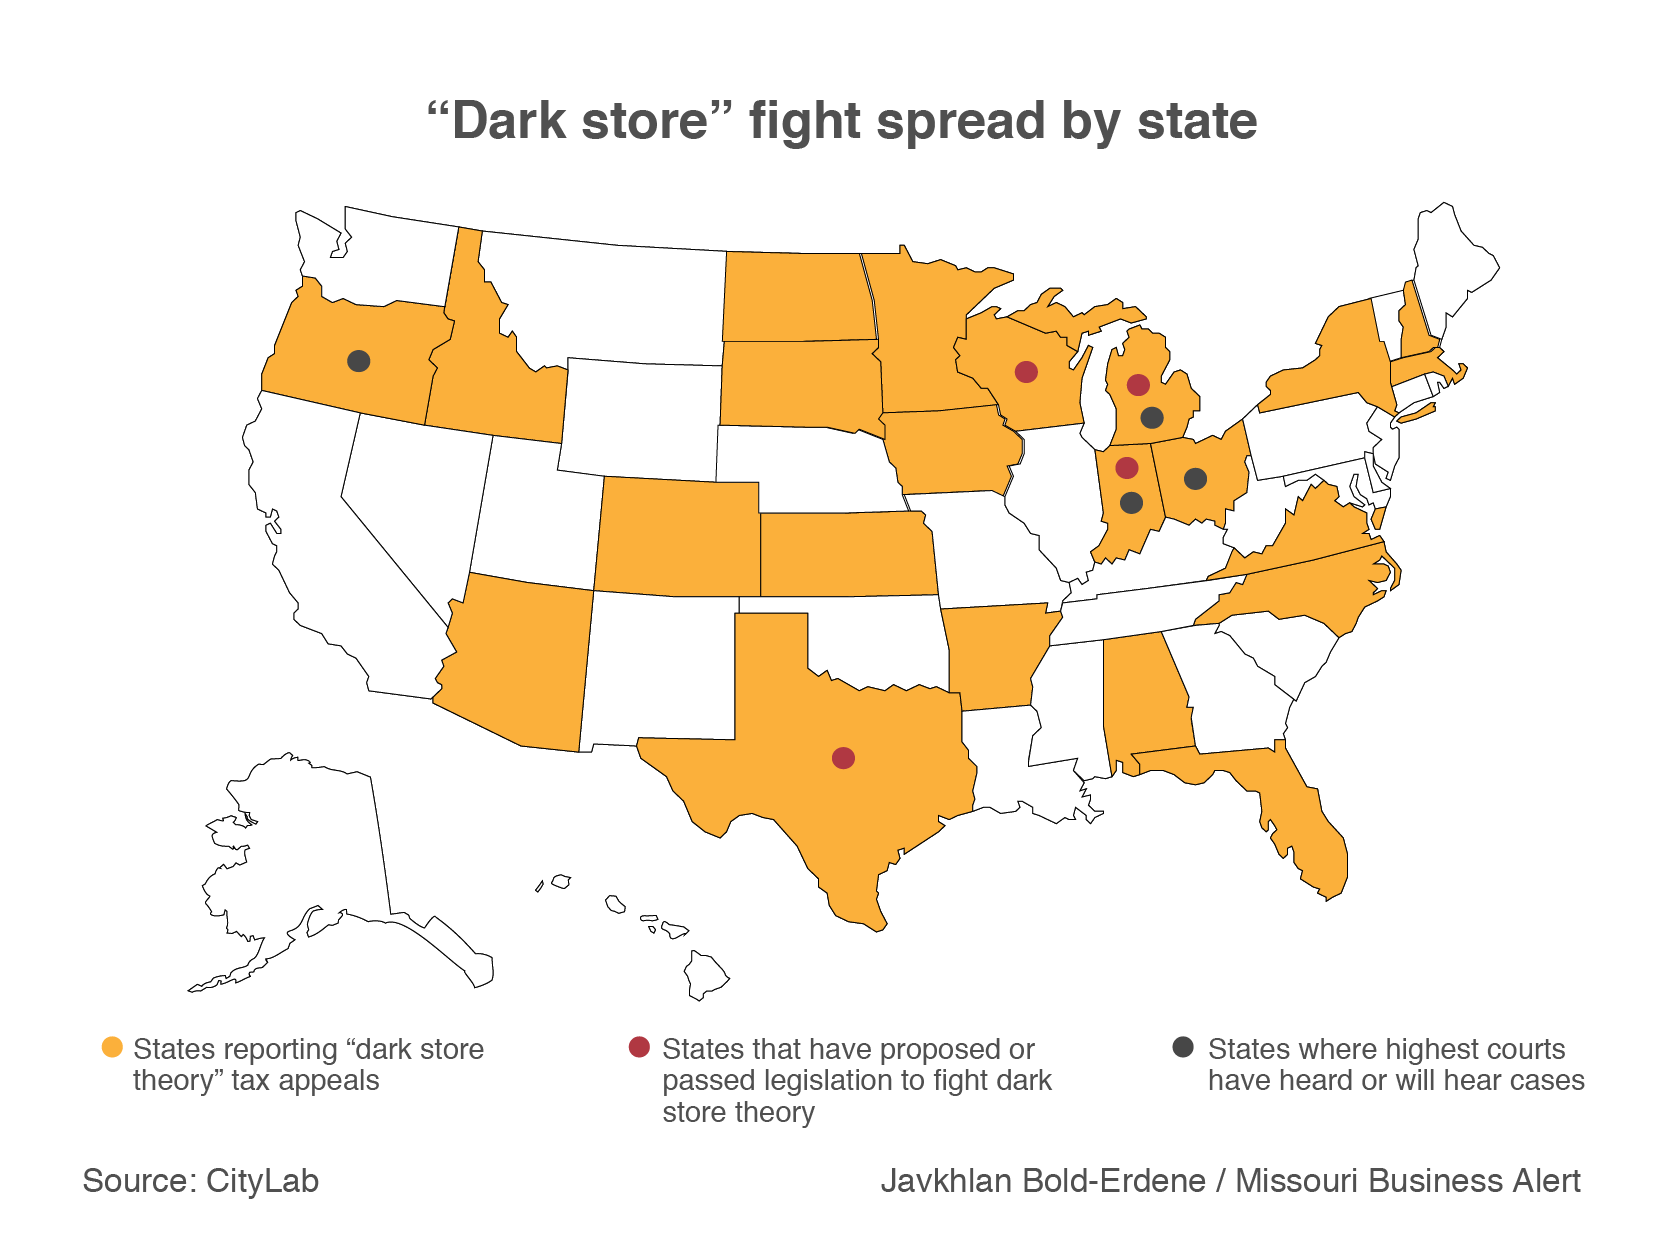 “Dark store” fight spread by state
States reporting “dark store
theory” tax appeals
States that have proposed or
passed legislation to fight dark
store theory
States where highest courts
have heard or will hear cases
Source: CityLab
Javkhlan Bold-Erdene / Missouri Business Alert